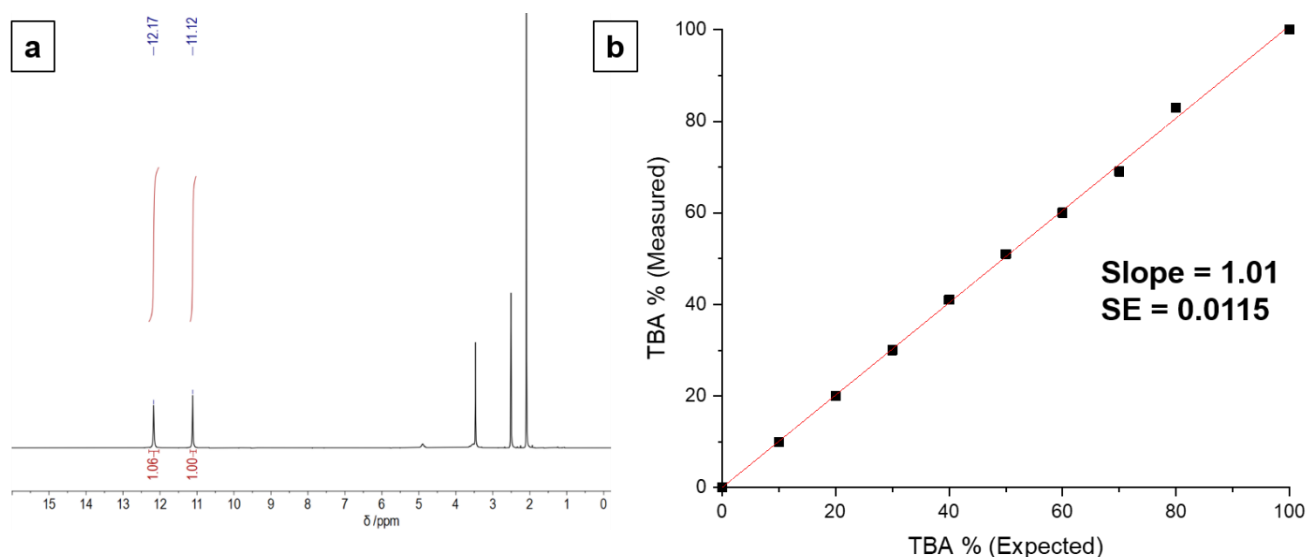 a
–12.17
–11.12
1.06
1.00
15 14 13 12 11 10 9 8 7 6 5 4 3 2 1 0
δ /ppm
b
TBA % (Measured)
100
80
60
40
20
0
Slope = 1.01
SE = 0.0115
0 20 40 60 80 100
TBA % (Expected)